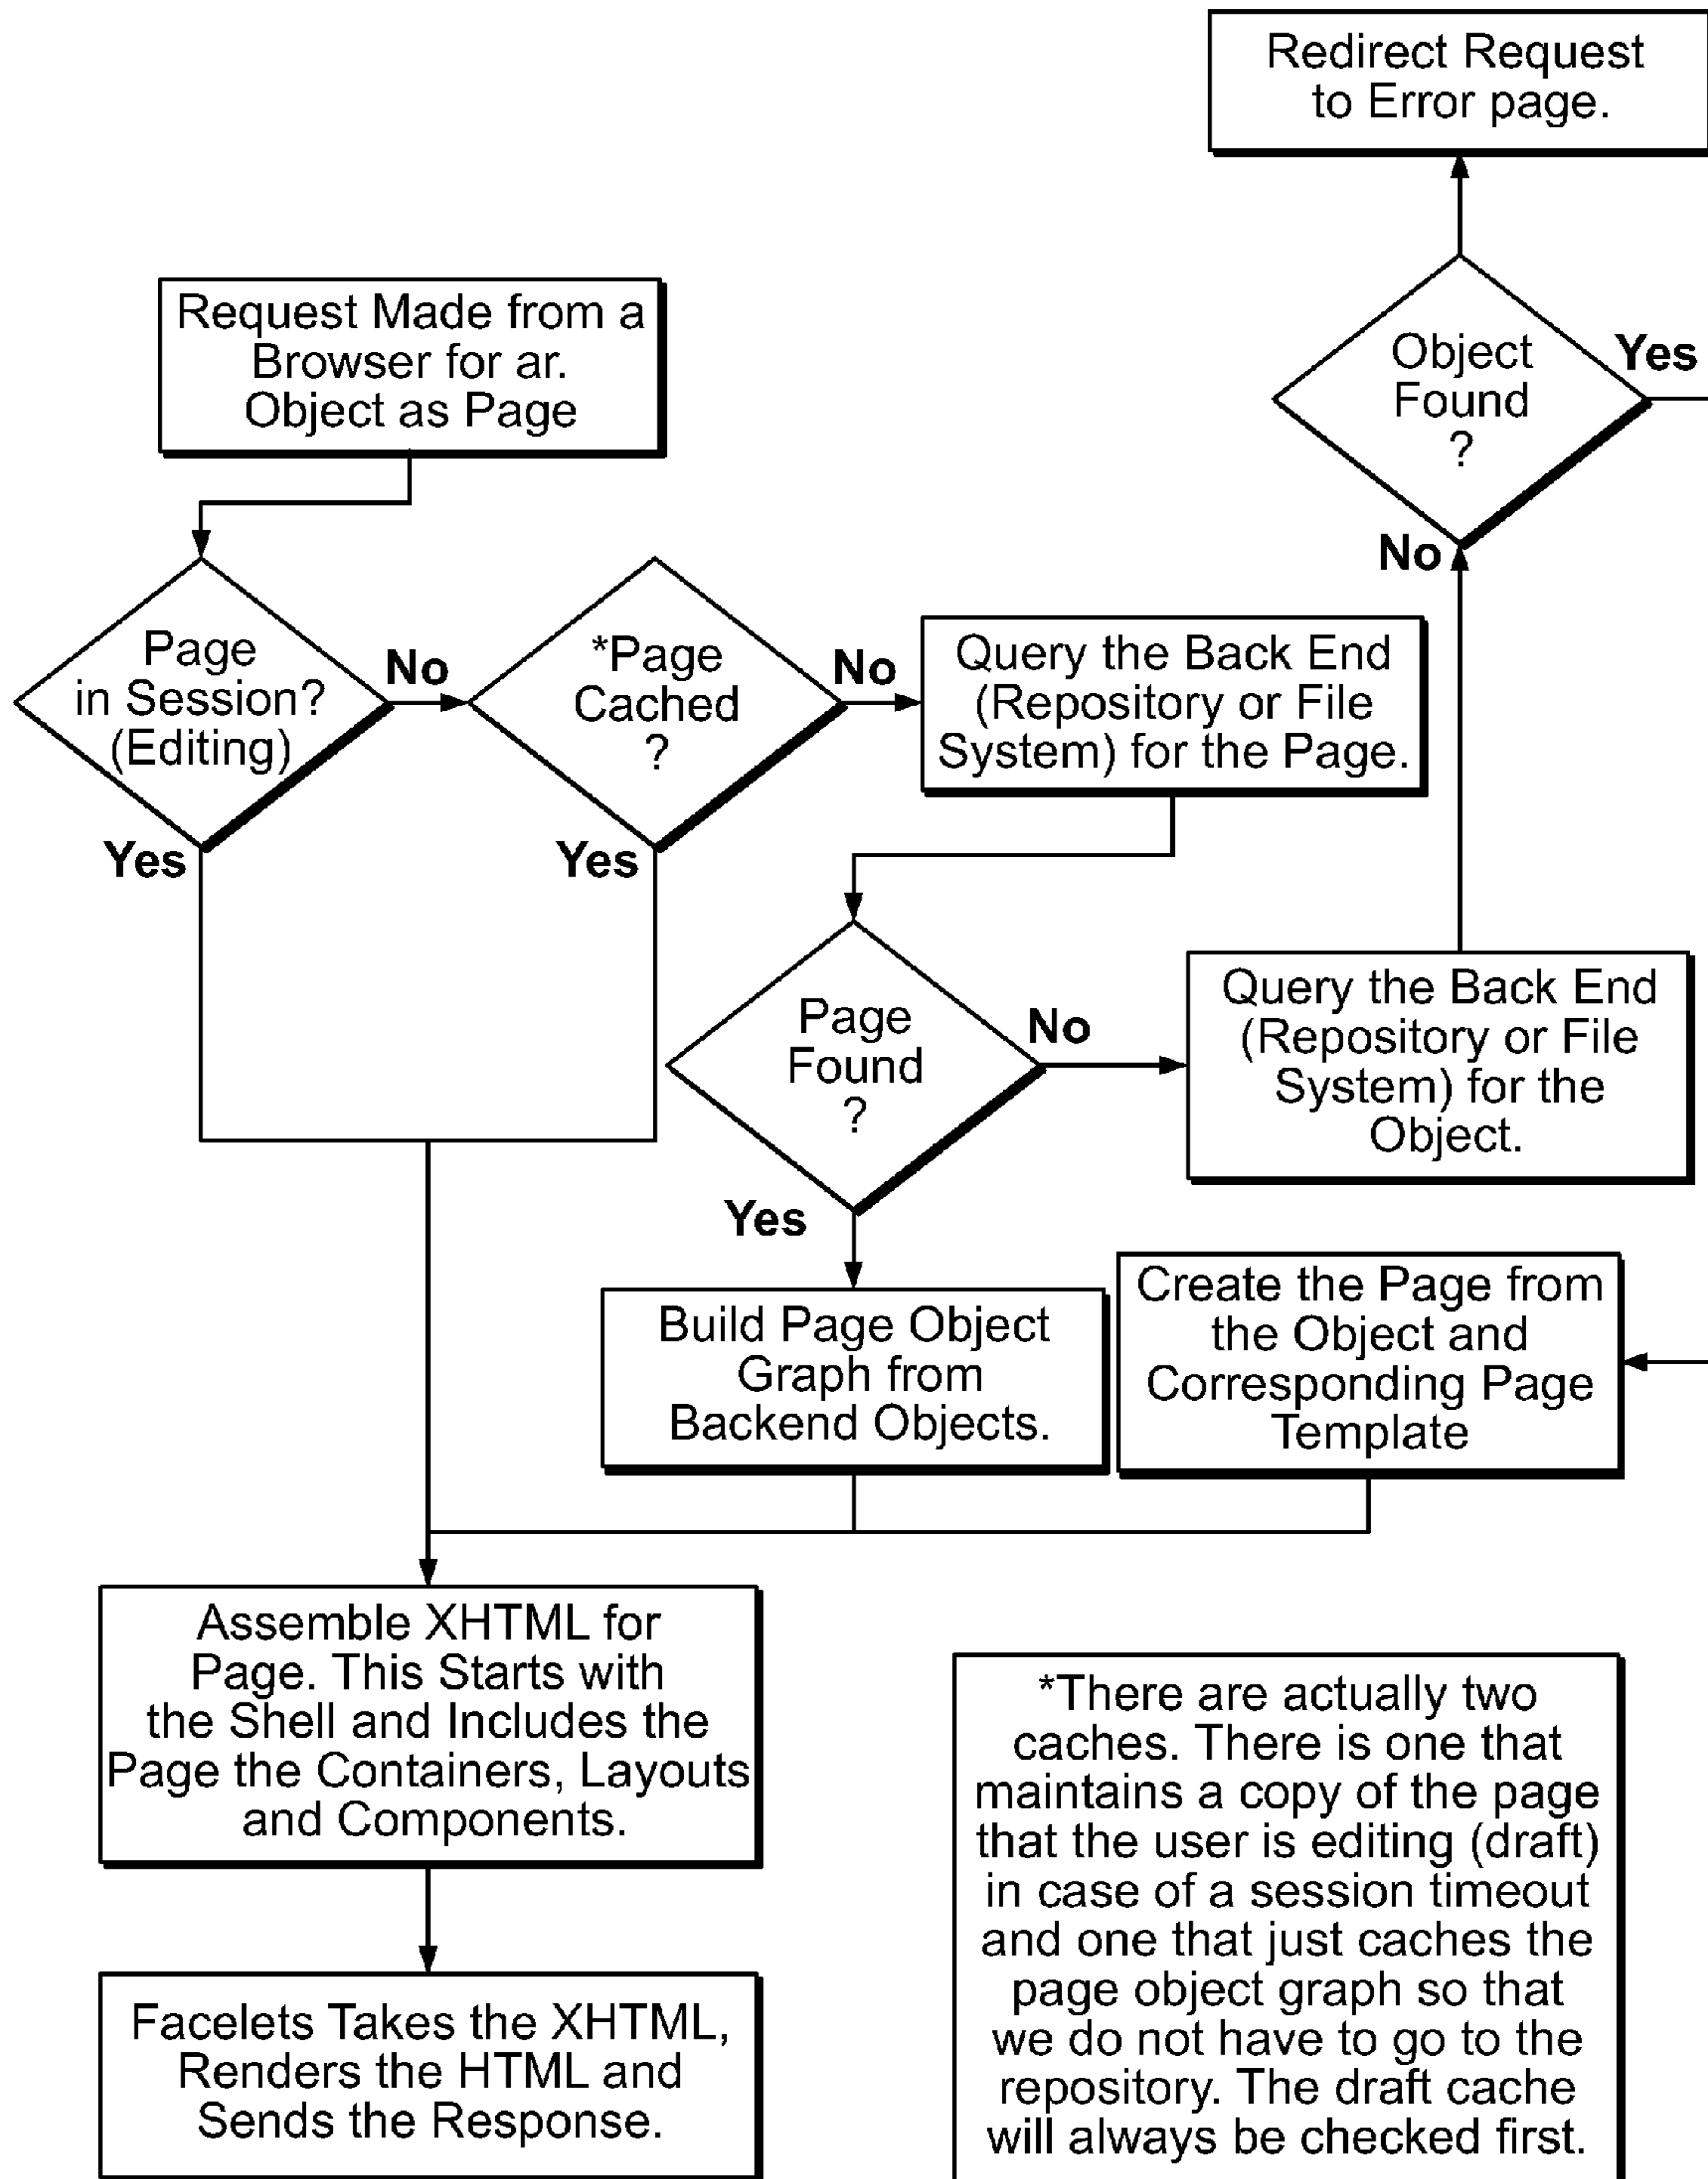 Redirect Request
to Error page.
Request Made from a
Browser for ar.
Object as Page
Object
Found
?
Yes
No
Page
in Session?
(Editing)
No
Yes
*Page
Cached
?
No
Yes
Query the Back End
(Repository or File
System) for the Page.
Page
Found
?
No
Yes
Query the Back End
(Repository or File
System) for the
Object.
Build Page Object
Graph from
Backend Objects.
Create the Page from
the Object and
Corresponding Page
Template
Assemble XHTML for
Page. This Starts with
the Shell and Includes the
Page the Containers, Layouts
and Components.
Facelets Takes the XHTML,
Renders the HTML and
Sends the Response.
*There are actually two
caches. There is one that
maintains a copy of the page
that the user is editing (draft)
in case of a session timeout
and one that just caches the
page object graph so that
we do not have to go to the
repository. The draft cache
will always be checked first.